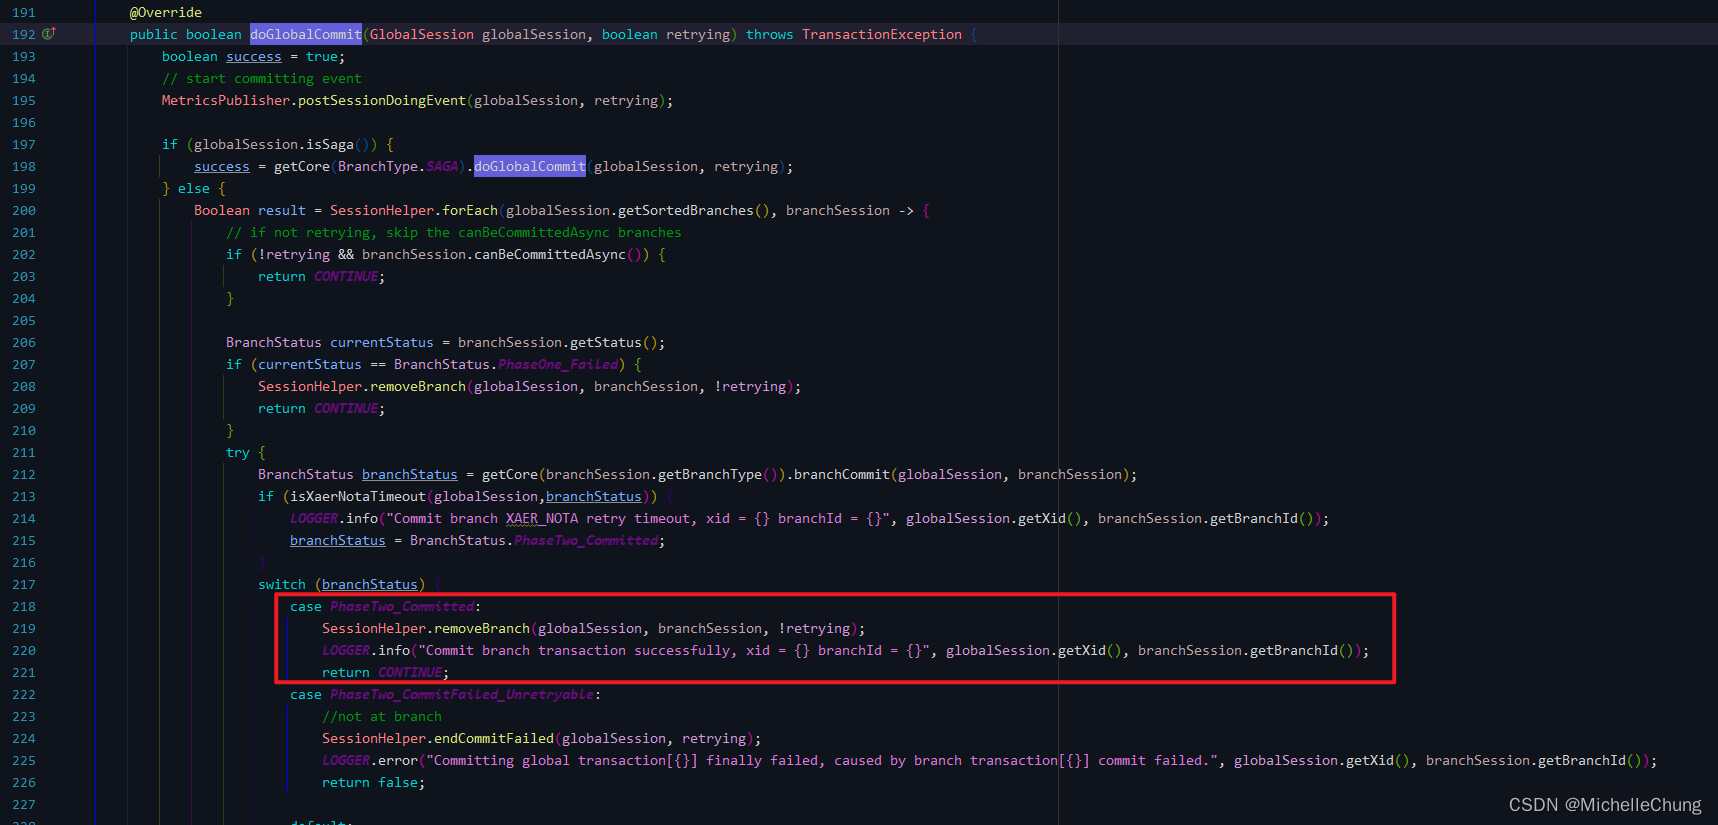 191 @Override
192 public boolean doGlobalCommit(GlobalSession globalSession, boolean retrying) throws TransactionException {
193 boolean success = true;
194 // start committing event
195 MetricsPublisher.postSessionDoingEvent(globalSession, retrying);
196
197 if (globalSession.isSaga()) {
198 success = getCore(BranchType.SAGA).doGlobalCommit(globalSession, retrying);
199 } else {
200 Boolean result = SessionHelper.forEach(globalSession.getSortedBranches(), branchSession -> {
201 // if not retrying, skip the canBeCommittedAsync branches
202 if (!retrying && branchSession.canBeCommittedAsync()) {
203 return CONTINUE;
204 }
205
206 BranchStatus currentStatus = branchSession.getStatus();
207 if (currentStatus == BranchStatus.PhaseOne_Failed) {
208 SessionHelper.removeBranch(globalSession, branchSession, !retrying);
209 return CONTINUE;
210 }
211 try {
212 BranchStatus branchStatus = getCore(branchSession.getBranchType()).branchCommit(globalSession, branchSession);
213 if (isXaerNotaTimeout(globalSession,branchStatus)) {
214 LOGGER.info("Commit branch XAER_NOTA retry timeout, xid = {} branchId = {}", globalSession.getXid(), branchSession.getBranchId());
215 branchStatus = BranchStatus.PhaseTwo_Committed;
216 }
217 switch (branchStatus) {
218 case PhaseTwo_Committed:
219 SessionHelper.removeBranch(globalSession, branchSession, !retrying);
220 LOGGER.info("Commit branch transaction successfully, xid = {} branchId = {}", globalSession.getXid(), branchSession.getBranchId());
221 return CONTINUE;
222 case PhaseTwo_CommitFailed_Unretryable:
223 //not at branch
224 SessionHelper.endCommitFailed(globalSession, retrying);
225 LOGGER.error("Committing global transaction[{}] finally failed, caused by branch transaction[{}] commit failed.", globalSession.getXid(), branchSession.getBranchId());
226 return false;
227
228 default:
CSDN @MichelleChung